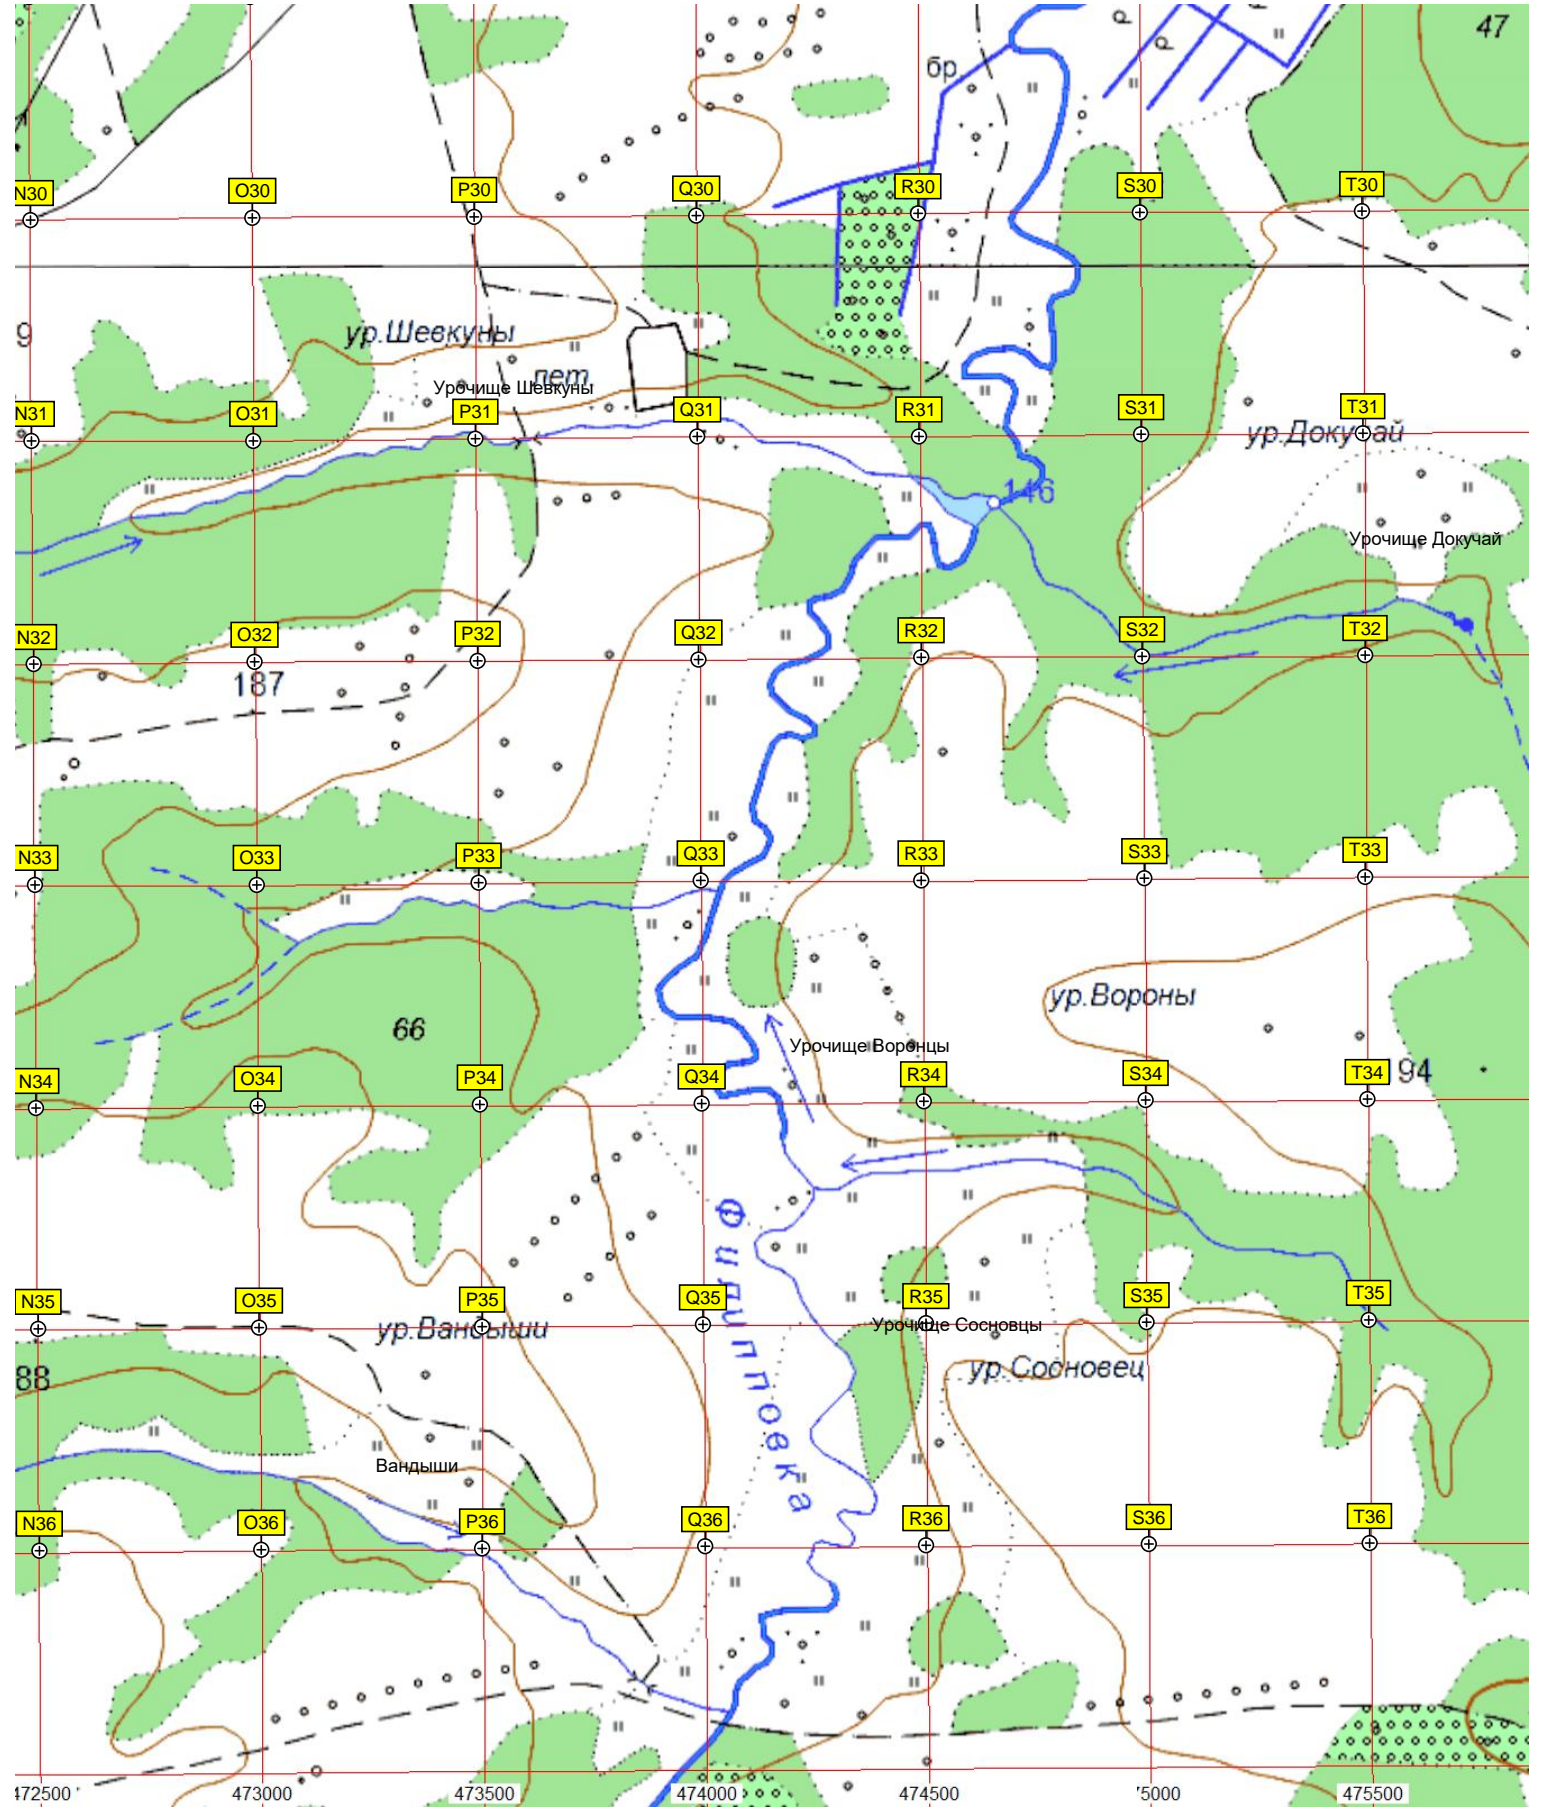 47
бр.
N30 O30 P30 Q30 R30 S30 T30
9
ур.Шевкуны
лет.
Урочище Шевкуны
N31 O31 P31 Q31 R31 S31 T31
ур.Докучай
146
Урочище Докучай
N32 O32 P32 Q32 R32 S32 T32
187
N33 O33 P33 Q33 R33 S33 T33
ур.Вороны
66
Урочище Воронцы
N34 O34 P34 Q34 R34 S34 T34
194
Филипповка
N35 O35 P35 Q35 R35 S35 T35
ур.Вандыши
Урочище Сосновцы
ур.Сосновец
88
Вандыши
N36 O36 P36 Q36 R36 S36 T36
472500 473000 473500 474000 474500 5000 475500